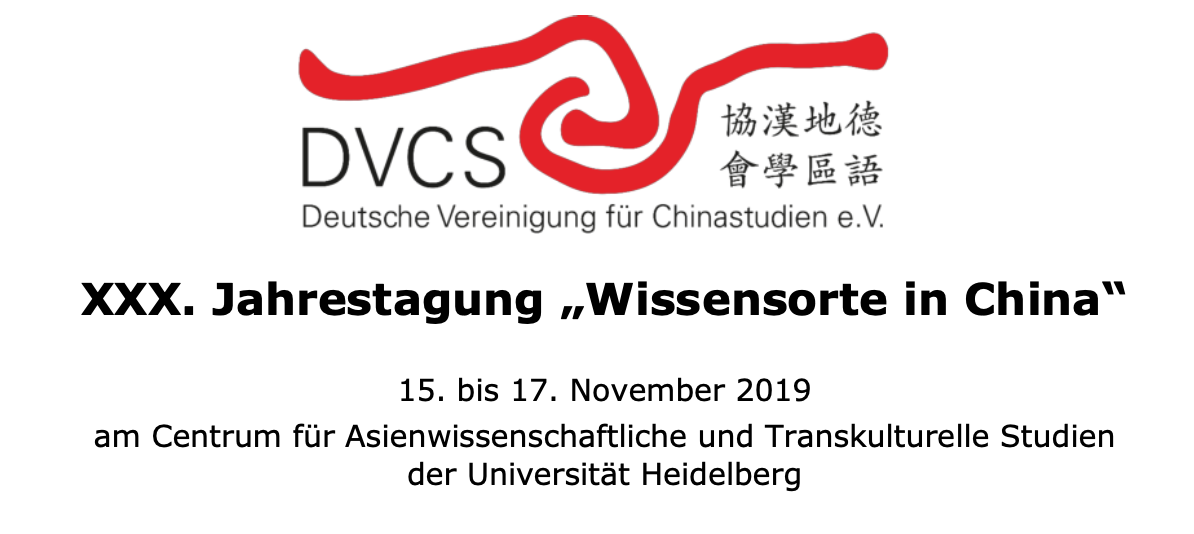 DVCS
德語
地區
漢學
協會
Deutsche Vereinigung für Chinastudien e.V.
XXX. Jahrestagung „Wissensorte in China“
15. bis 17. November 2019
am Centrum für Asienwissenschaftliche und Transkulturelle Studien
der Universität Heidelberg